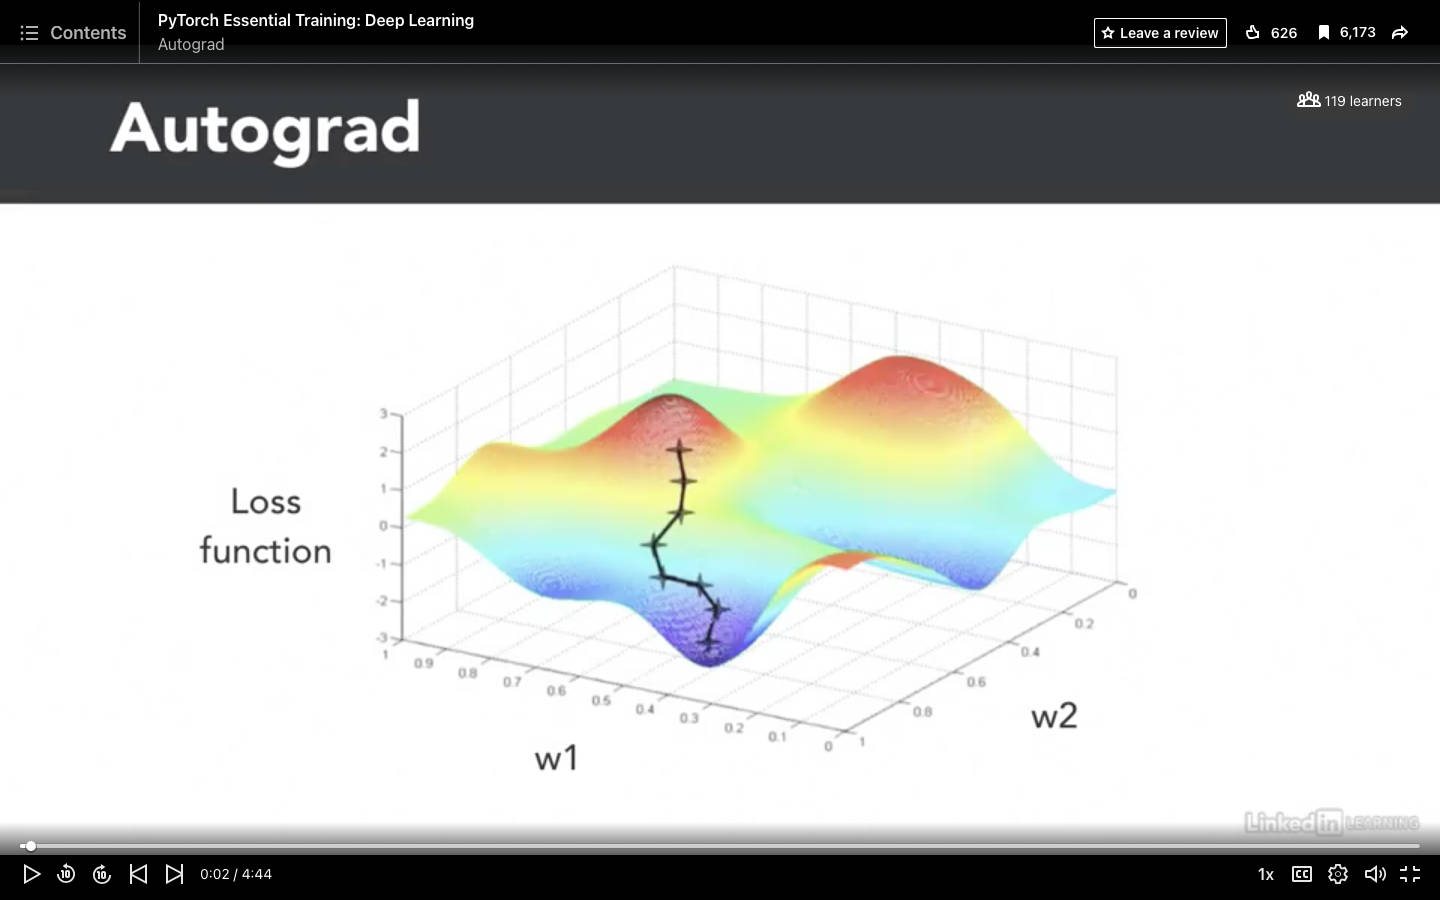 Contents
PyTorch Essential Training: Deep Learning
Autograd
Leave a review
626
6,173
119 learners
Autograd
Loss
function
3
2
1
0
-1
-2
-3
1
0.9
0.8
0.7
0.6
0.5
0.4
0.3
0.2
0.1
0
1
0.8
0.6
0.4
0.2
0
w1
w2
Linked in LEARNING
10
10
0:02 / 4:44
1x
CC